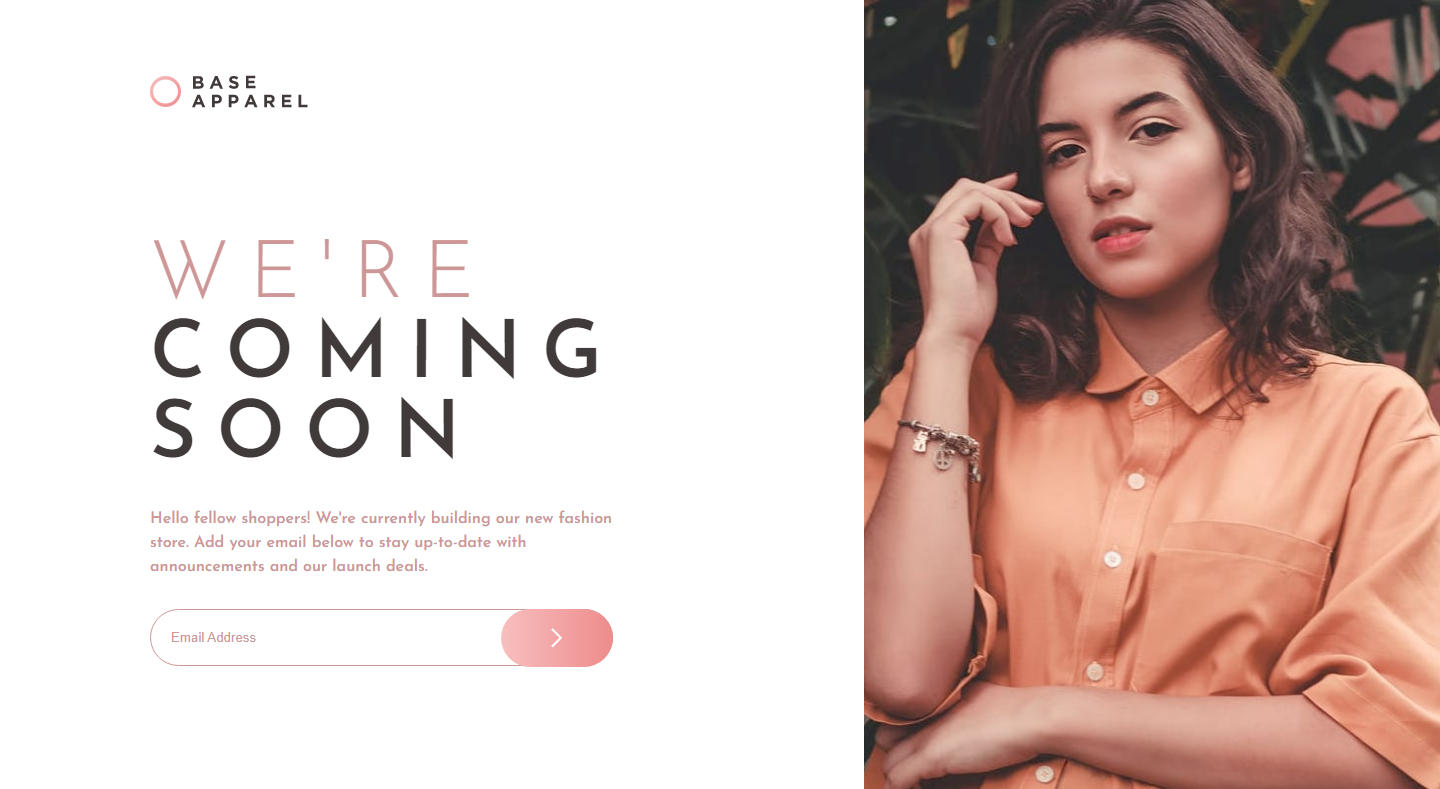 BASE
APPAREL
WE'RE
COMING
SOON
Hello fellow shoppers! We're currently building our new fashion
store. Add your email below to stay up-to-date with
announcements and our launch deals.
Email Address